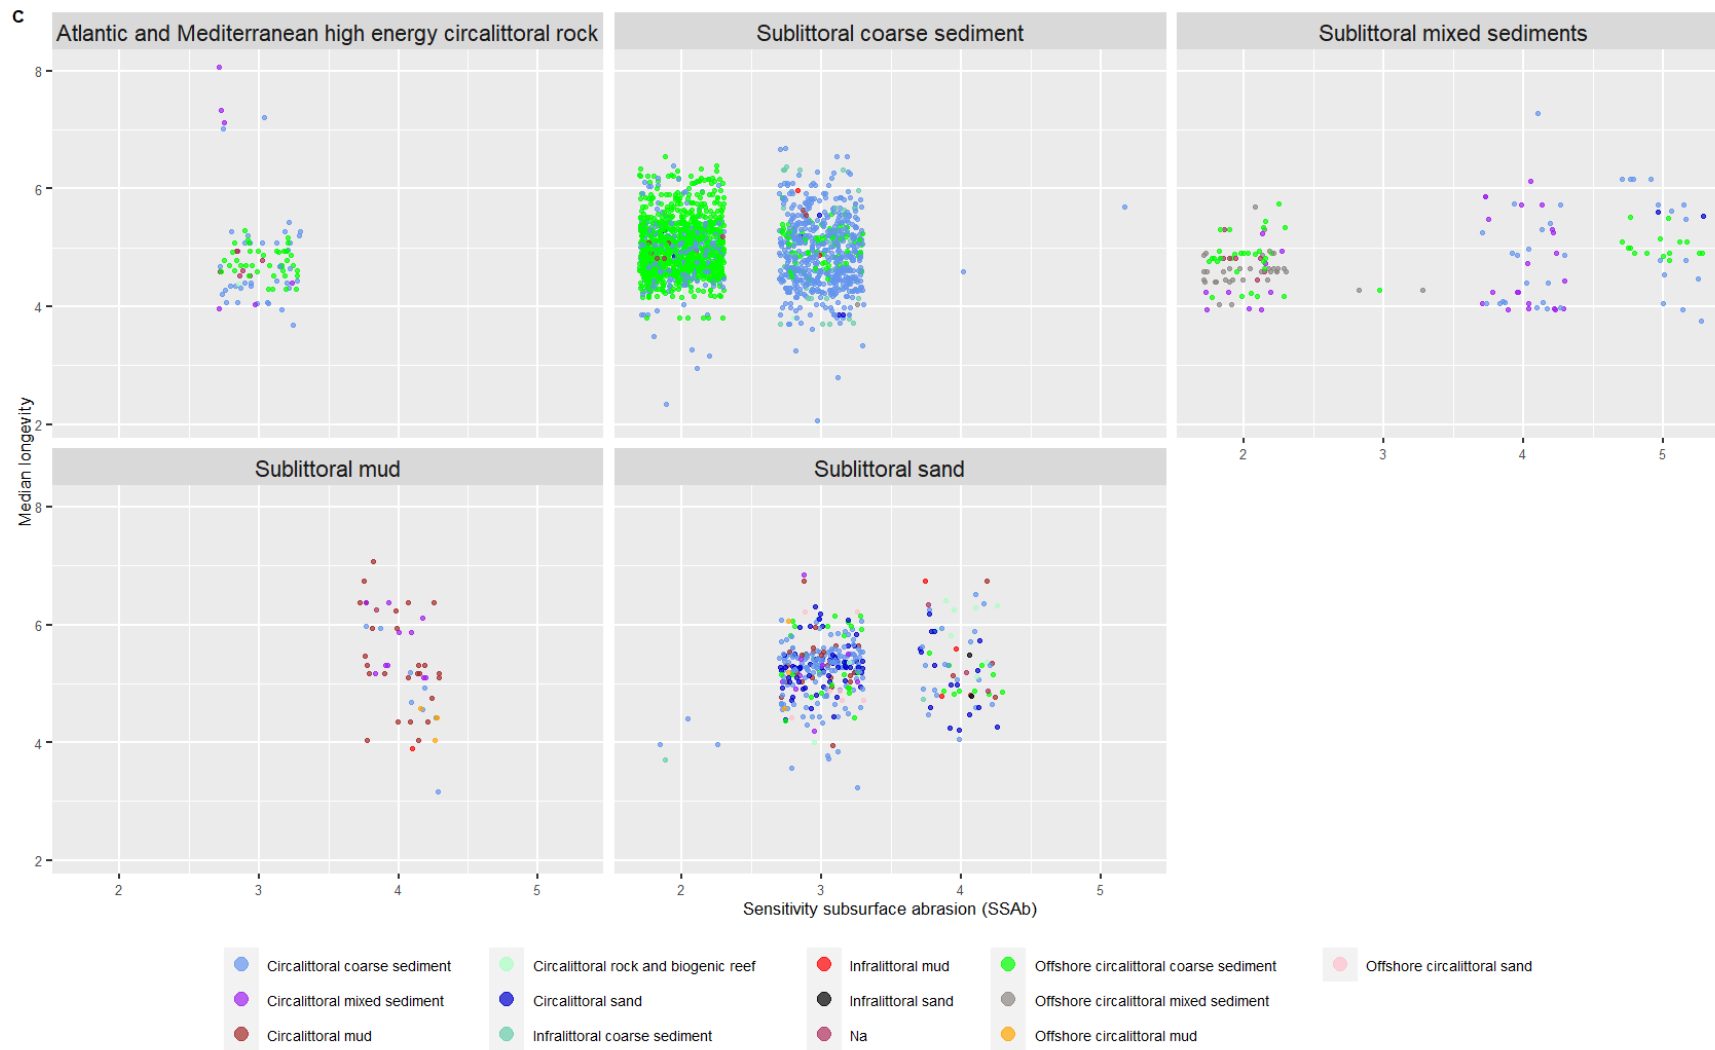 C
Atlantic and Mediterranean high energy circalittoral rock
Sublittoral coarse sediment
Sublittoral mixed sediments
8
6
4
2
2 3 4 5
Sublittoral mud
Sublittoral sand
Median longevity
8
6
4
2
2 3 4 5
2 3 4 5
Sensitivity subsurface abrasion (SSAb)
Circalittoral coarse sediment
Circalittoral rock and biogenic reef
Infralittoral mud
Offshore circalittoral coarse sediment
Offshore circalittoral sand
Circalittoral mixed sediment
Circalittoral sand
Infralittoral sand
Offshore circalittoral mixed sediment
Circalittoral mud
Infralittoral coarse sediment
Na
Offshore circalittoral mud